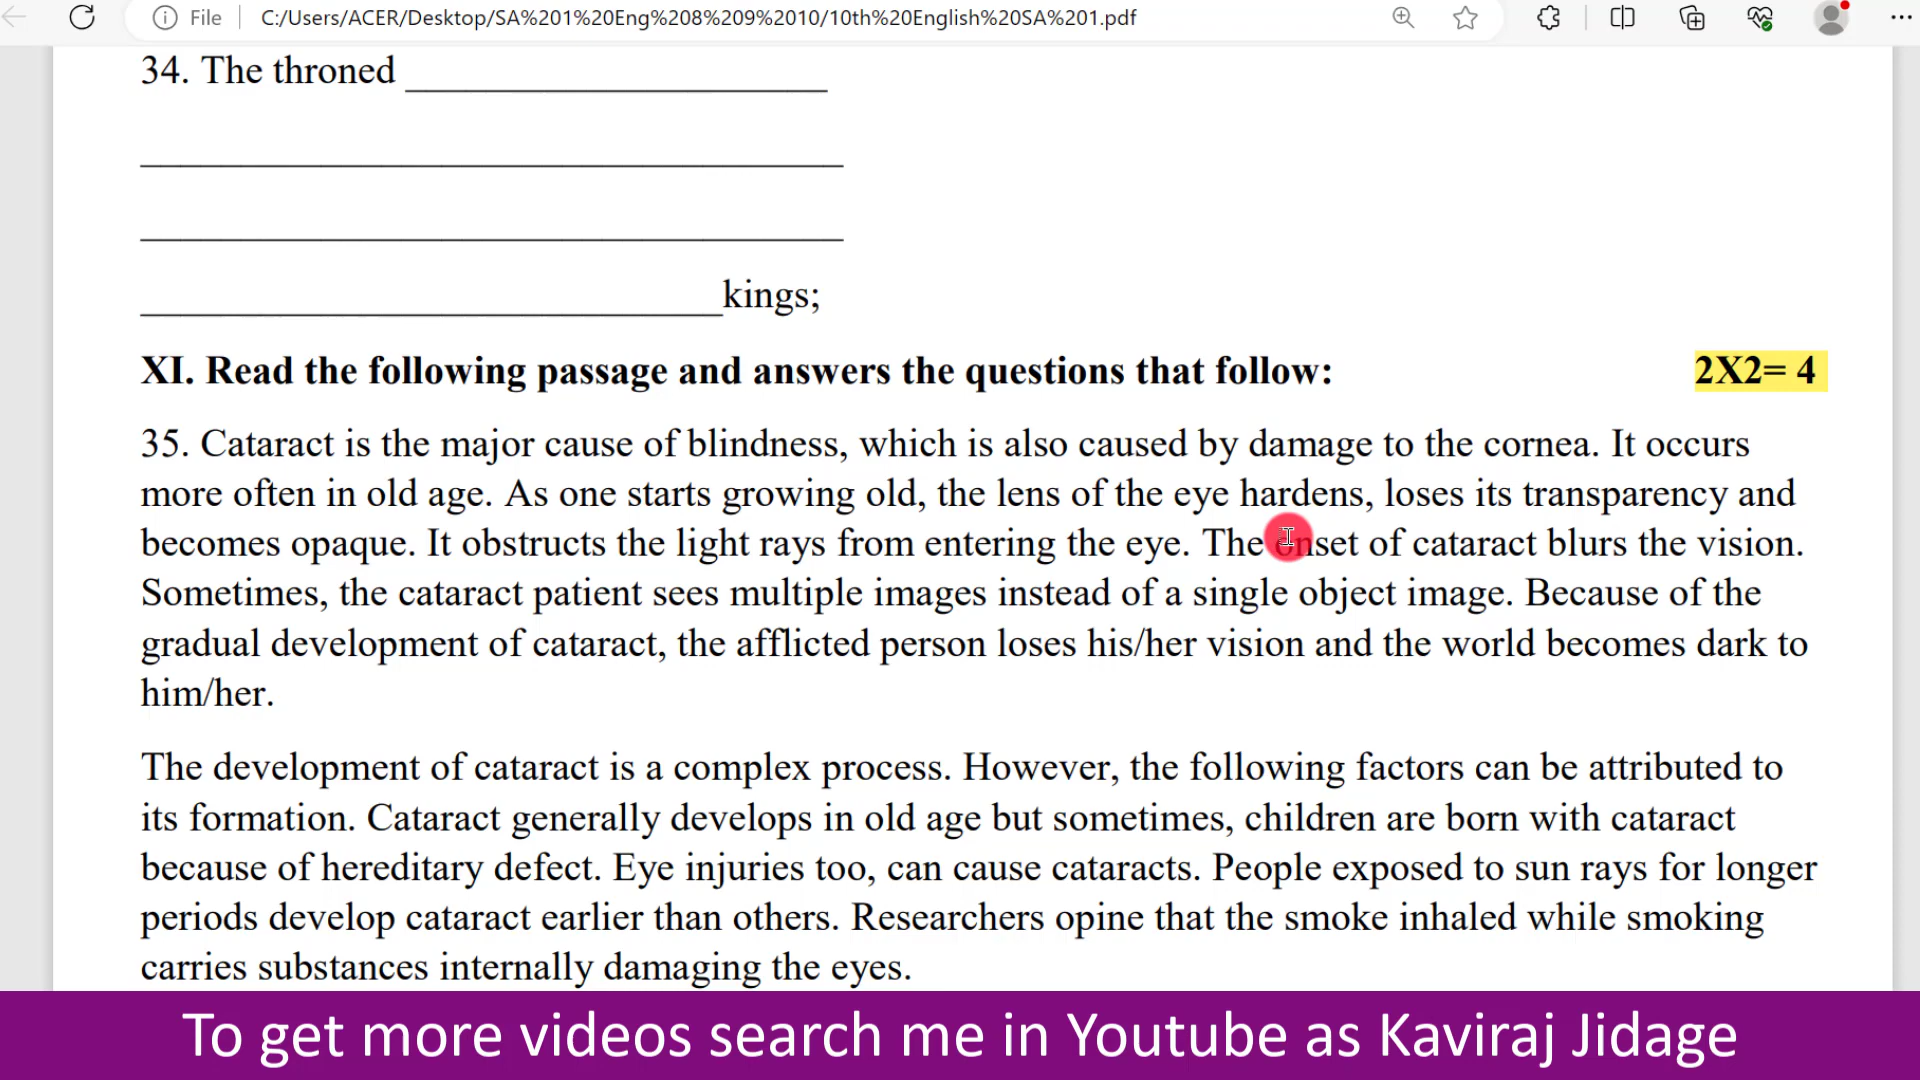 File C:/Users/ACER/Desktop/SA%201%20Eng%208%209%2010/10th%20English%20SA%201.pdf
34. The throned _____________________
___________________________________
___________________________________
_____________________________kings;
XI. Read the following passage and answers the questions that follow: 2X2= 4
35. Cataract is the major cause of blindness, which is also caused by damage to the cornea. It occurs
more often in old age. As one starts growing old, the lens of the eye hardens, loses its transparency and
becomes opaque. It obstructs the light rays from entering the eye. The onset of cataract blurs the vision.
Sometimes, the cataract patient sees multiple images instead of a single object image. Because of the
gradual development of cataract, the afflicted person loses his/her vision and the world becomes dark to
him/her.
The development of cataract is a complex process. However, the following factors can be attributed to
its formation. Cataract generally develops in old age but sometimes, children are born with cataract
because of hereditary defect. Eye injuries too, can cause cataracts. People exposed to sun rays for longer
periods develop cataract earlier than others. Researchers opine that the smoke inhaled while smoking
carries substances internally damaging the eyes.
To get more videos search me in Youtube as Kaviraj Jidage